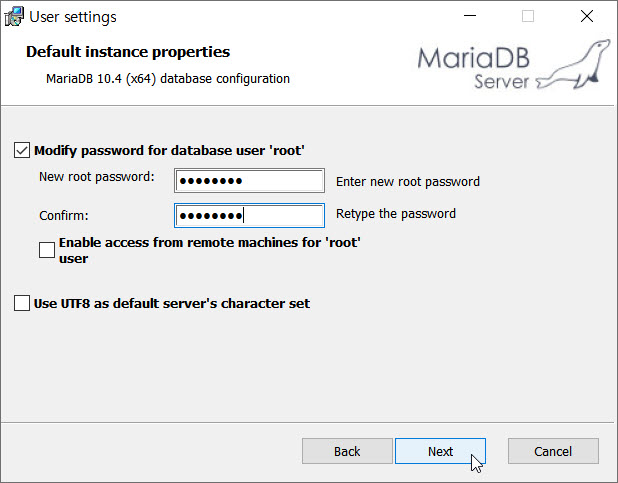 User settings
Default instance properties
MariaDB 10.4 (x64) database configuration
MariaDB
Server
Modify password for database user 'root'
New root password: ●●●●●●●● Enter new root password
Confirm: ●●●●●●●● Retype the password
Enable access from remote machines for 'root'
user
Use UTF8 as default server's character set
Back Next Cancel